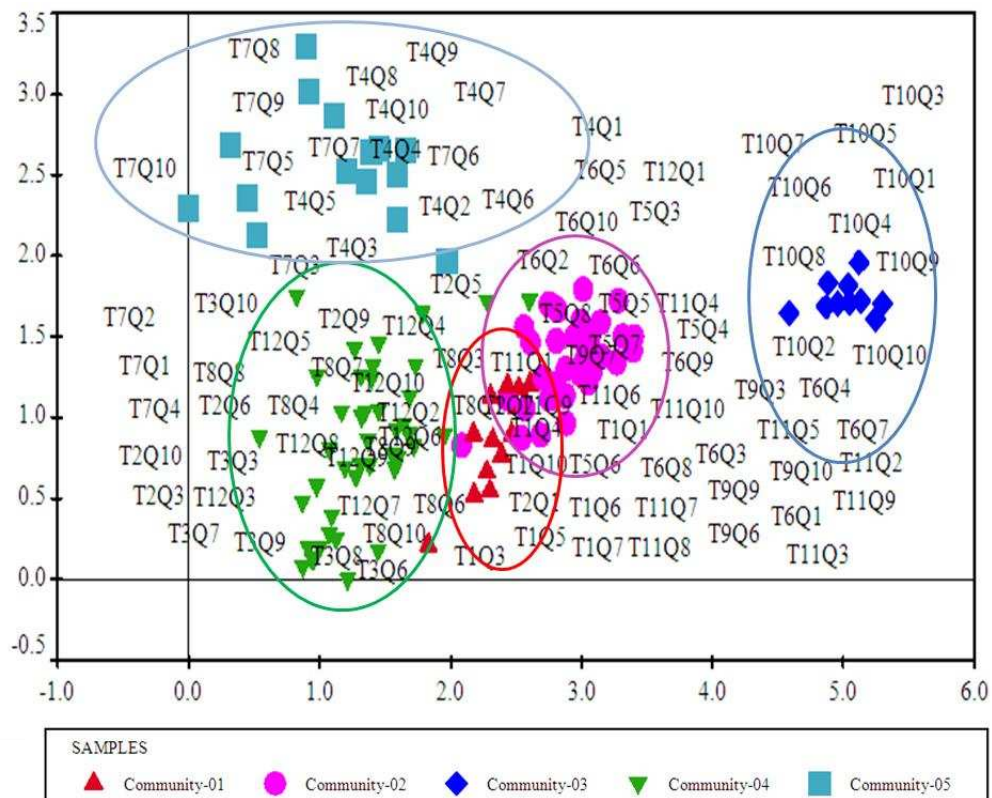 3.5
T7Q8 T4Q9
T4Q8
3.0 T7Q9 T4Q7 T10Q3
T4Q10
T4Q1 T10Q7 T10Q5
T7Q7 T4Q4 T7Q6
2.5 T7Q10 T7Q5 T6Q5 T12Q1 T10Q6 T10Q1
T4Q5 T4Q2 T4Q6 T5Q3
T6Q10 T10Q4
2.0 T4Q3 T10Q8 T10Q9
T7Q3 T6Q2 T6Q6
T2Q5
T3Q10 T5Q8 T5Q5 T11Q4
T7Q2 T2Q9 T12Q4
1.5 T12Q5 T5Q7 T5Q4
T10Q2 T10Q10
T7Q1 T8Q8 T8Q7 T8Q3 T11Q1 T6Q9
T12Q10 T9Q3 T6Q4
T7Q4 T2Q6 T8Q4 T11Q6 T11Q10
1.0 T12Q2
T12Q6 T1Q4 T1Q1 T11Q5 T6Q7
T2Q10 T3Q3 T12Q8 T12Q9 T6Q3
T1Q10 T5Q6 T6Q8 T9Q10 T11Q2
0.5 T2Q3 T12Q3 T12Q7 T8Q6 T2Q1 T1Q6 T11Q7 T9Q9 T11Q9
T6Q1
T3Q7 T3Q9 T8Q10 T1Q5 T9Q6
T3Q8 T1Q3 T1Q7 T11Q8 T11Q3
0.0 T3Q6
-0.5
-1.0 0.0 1.0 2.0 3.0 4.0 5.0 6.0
SAMPLES
Community-01 Community-02 Community-03 Community-04 Community-05